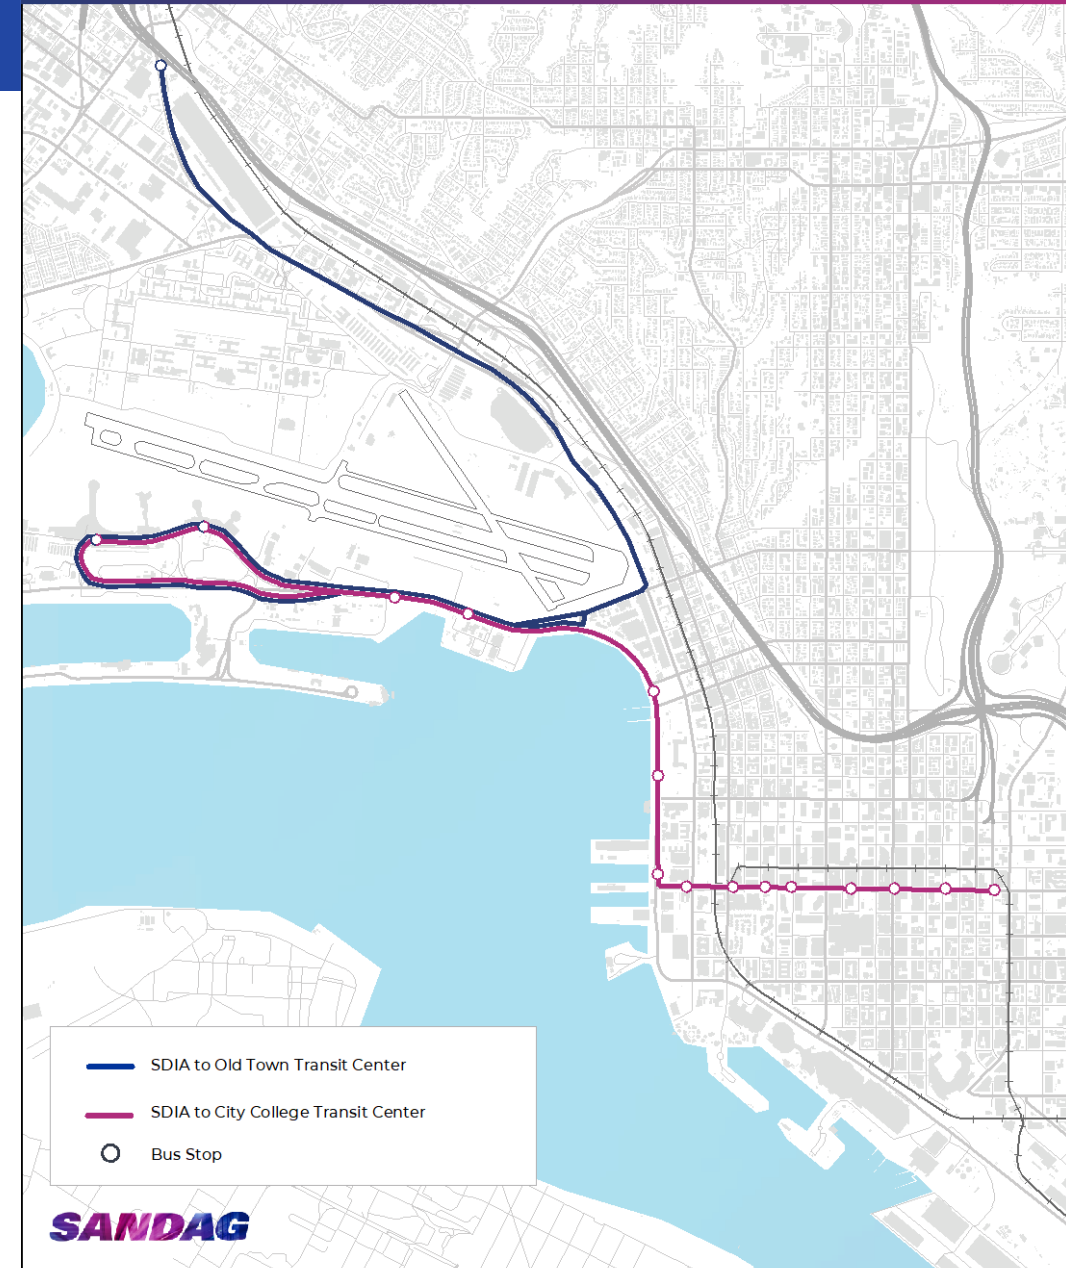 SDIA to Old Town Transit Center
SDIA to City College Transit Center
Bus Stop
SANDAG